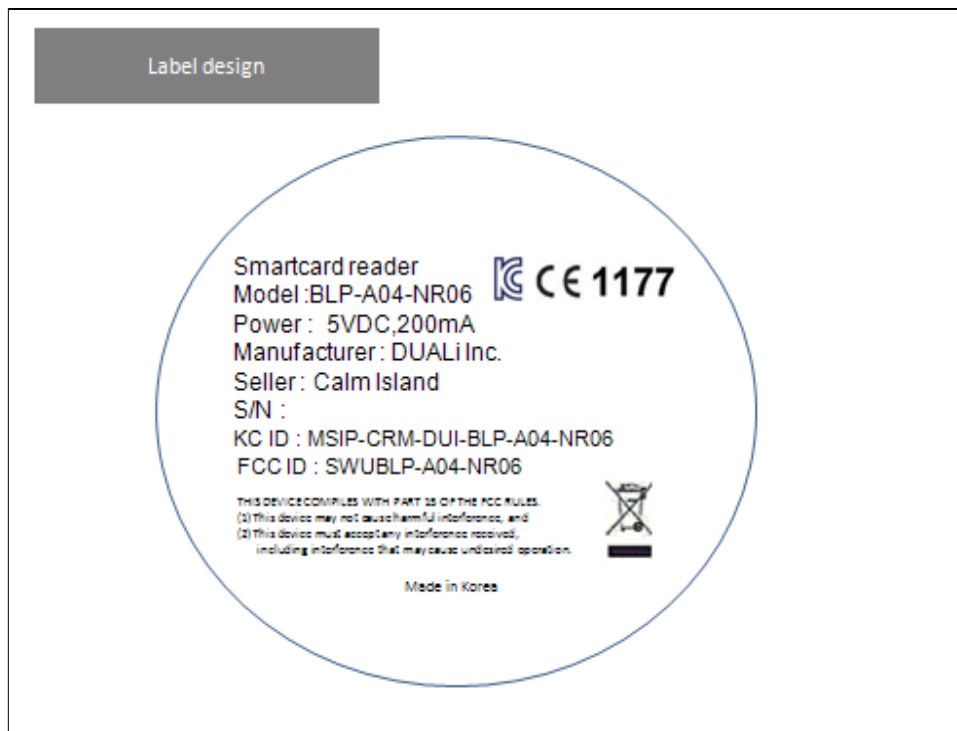 Label design
Smartcard reader
Model :BLP-A04-NR06
KC CE 1177
Power : 5VDC,200mA
Manufacturer : DUALi Inc.
Seller : Calm Island
S/N :
KC ID : MSIP-CRM-DUI-BLP-A04-NR06
FCC ID : SWUBLP-A04-NR06
THIS DEVICE COMPILES WITH PART 15 OF THE FCC RULES.
(1) This device may not cause harmful interference, and
(2) This device must accept any interference received,
including interference that may cause undesired operation.
Made in Korea